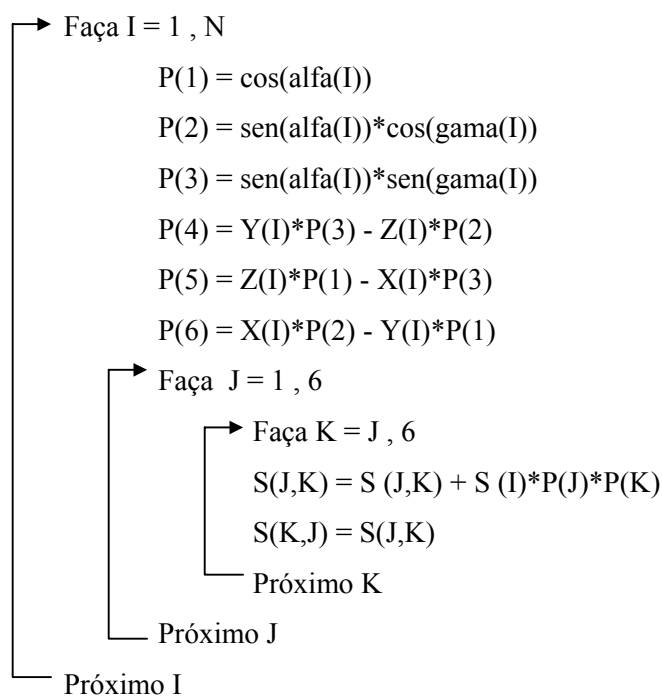 Faça I = 1 , N
P(1) = cos(alfa(I))
P(2) = sen(alfa(I))*cos(gama(I))
P(3) = sen(alfa(I))*sen(gama(I))
P(4) = Y(I)*P(3) - Z(I)*P(2)
P(5) = Z(I)*P(1) - X(I)*P(3)
P(6) = X(I)*P(2) - Y(I)*P(1)
Faça J = 1 , 6
Faça K = J , 6
S(J,K) = S (J,K) + S (I)*P(J)*P(K)
S(K,J) = S(J,K)
Próximo K
Próximo J
Próximo I